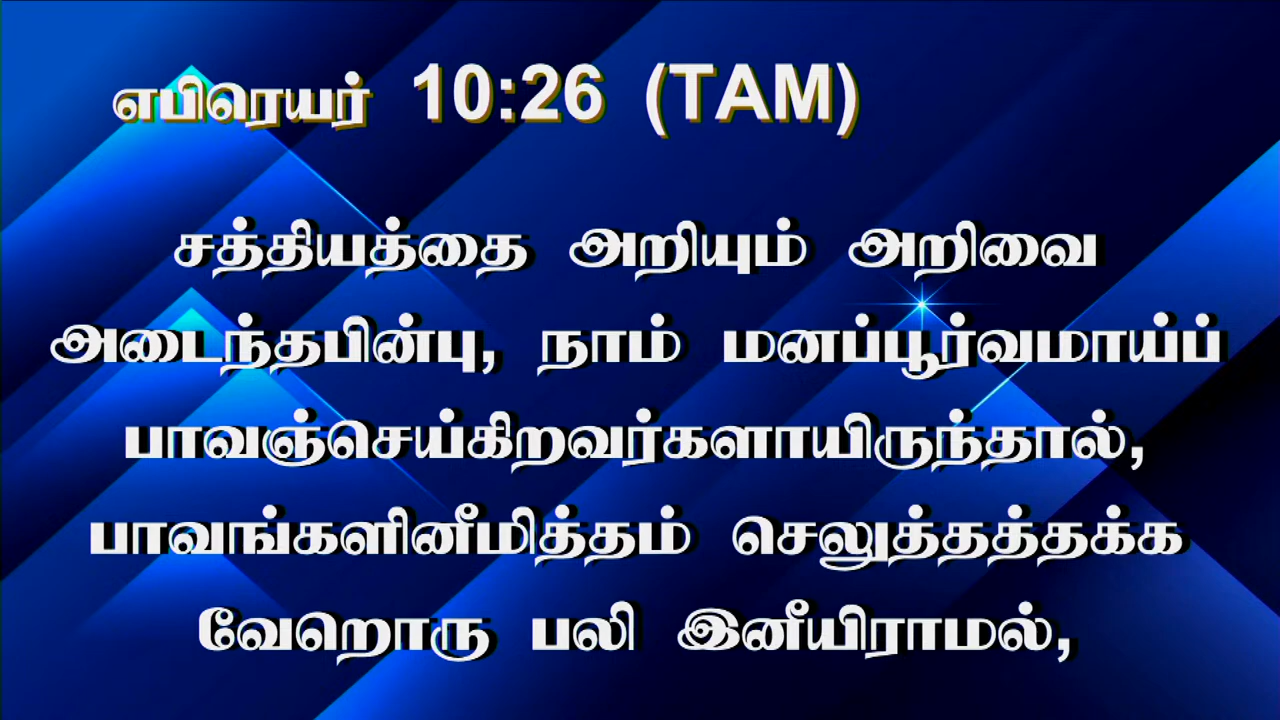 எபிரெயர் 10:26 (TAM)
சத்தியத்தை அறியும் அறிவை
அடைந்தபின்பு, நாம் மனப்பூர்வமாய்ப்
பாவஞ்செய்கிறவர்களாயிருந்தால்,
பாவங்களினீமித்தம் செலுத்தத்தக்க
வேறொரு பலி இனீயிராமல்,